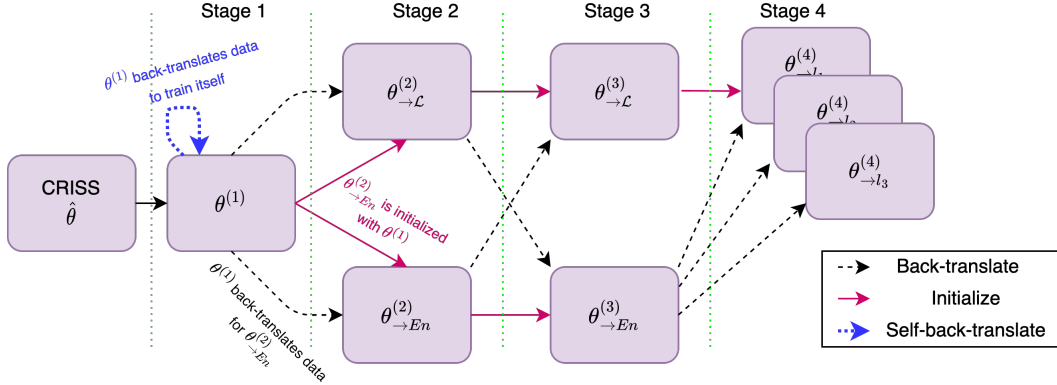 Stage 1
Stage 2
Stage 3
Stage 4
θ^(1) back-translates data
to train itself
CRISS
θ̂
θ^(1)
θ^(2)_→ℒ
θ^(3)_→ℒ
θ^(4)
θ^(4)
θ^(4)_→l₃
θ^(2)_→En is initialized
with θ^(1)
θ^(1) back-translates data
for θ^(2)_→En
θ^(2)_→En
θ^(3)_→En
Back-translate
Initialize
Self-back-translate